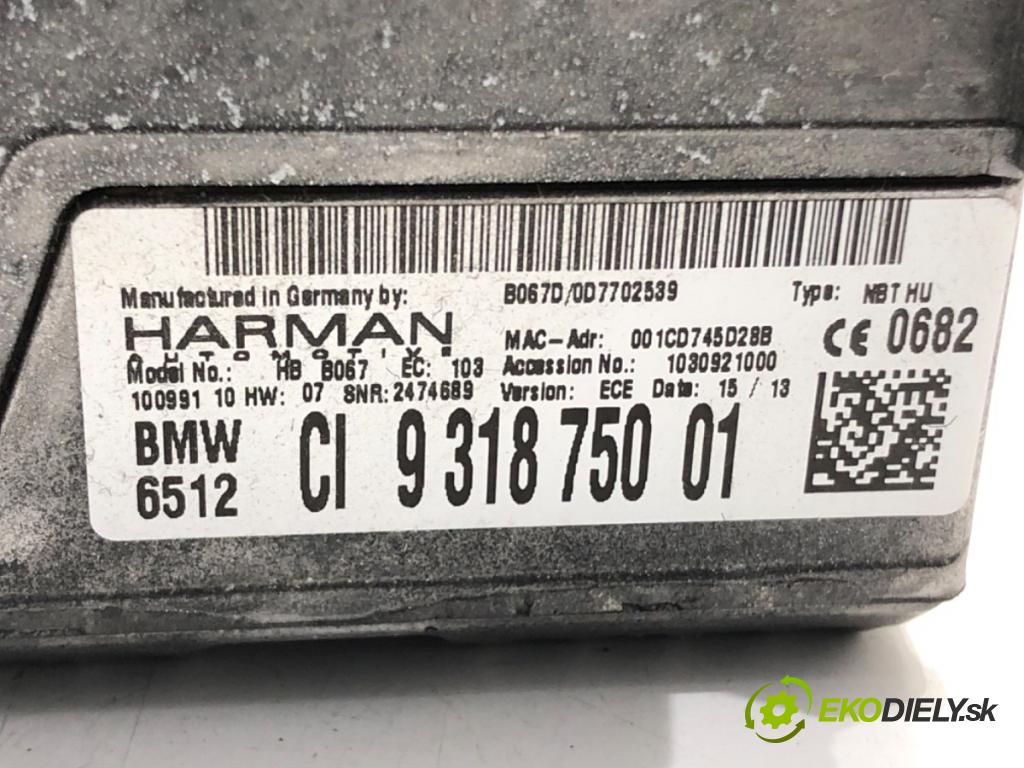 Manufactured in Germany by: B067D/0D7702539 Type: NBT HU
HARMAN MAC-Adr: 001CD745D28B CE 0682
AUTOMOTIVE
Model No.: HB B067 EC: 103 Accession No.: 1030921000
100991 10 HW: 07 SNR: 2474689 Version: ECE Data: 15 / 13
BMW CI 9 318 750 01
6512
EKODIELY.sk